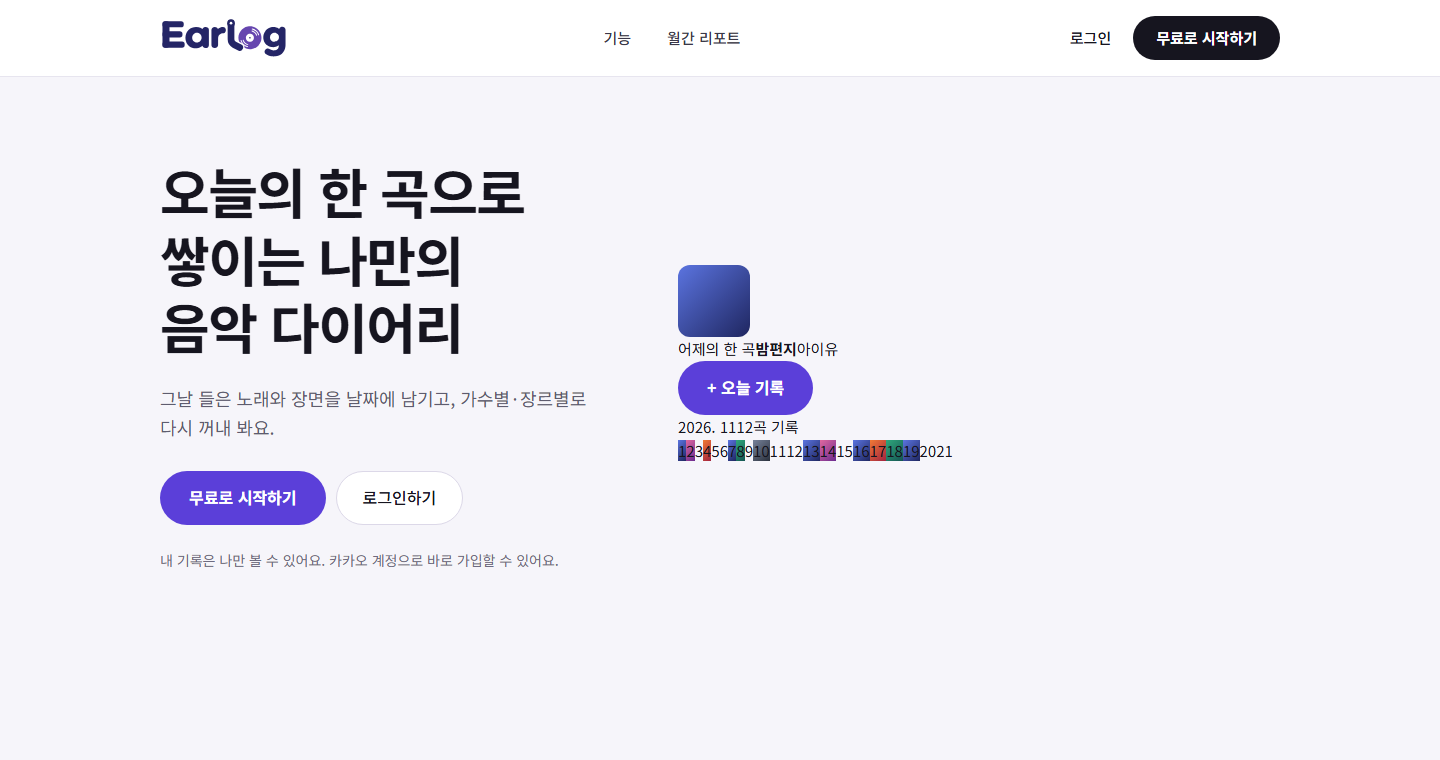 Earlog
기능
월간 리포트
로그인
무료로 시작하기
오늘의 한 곡으로
쌓이는 나만의
음악 다이어리
그날 들은 노래와 장면을 날짜에 남기고, 가수별·장르별로
다시 꺼내 봐요.
무료로 시작하기
로그인하기
내 기록은 나만 볼 수 있어요. 카카오 계정으로 바로 가입할 수 있어요.
어제의 한 곡밤편지아이유
+ 오늘 기록
2026. 1112곡 기록
123456789101112131415161718192021